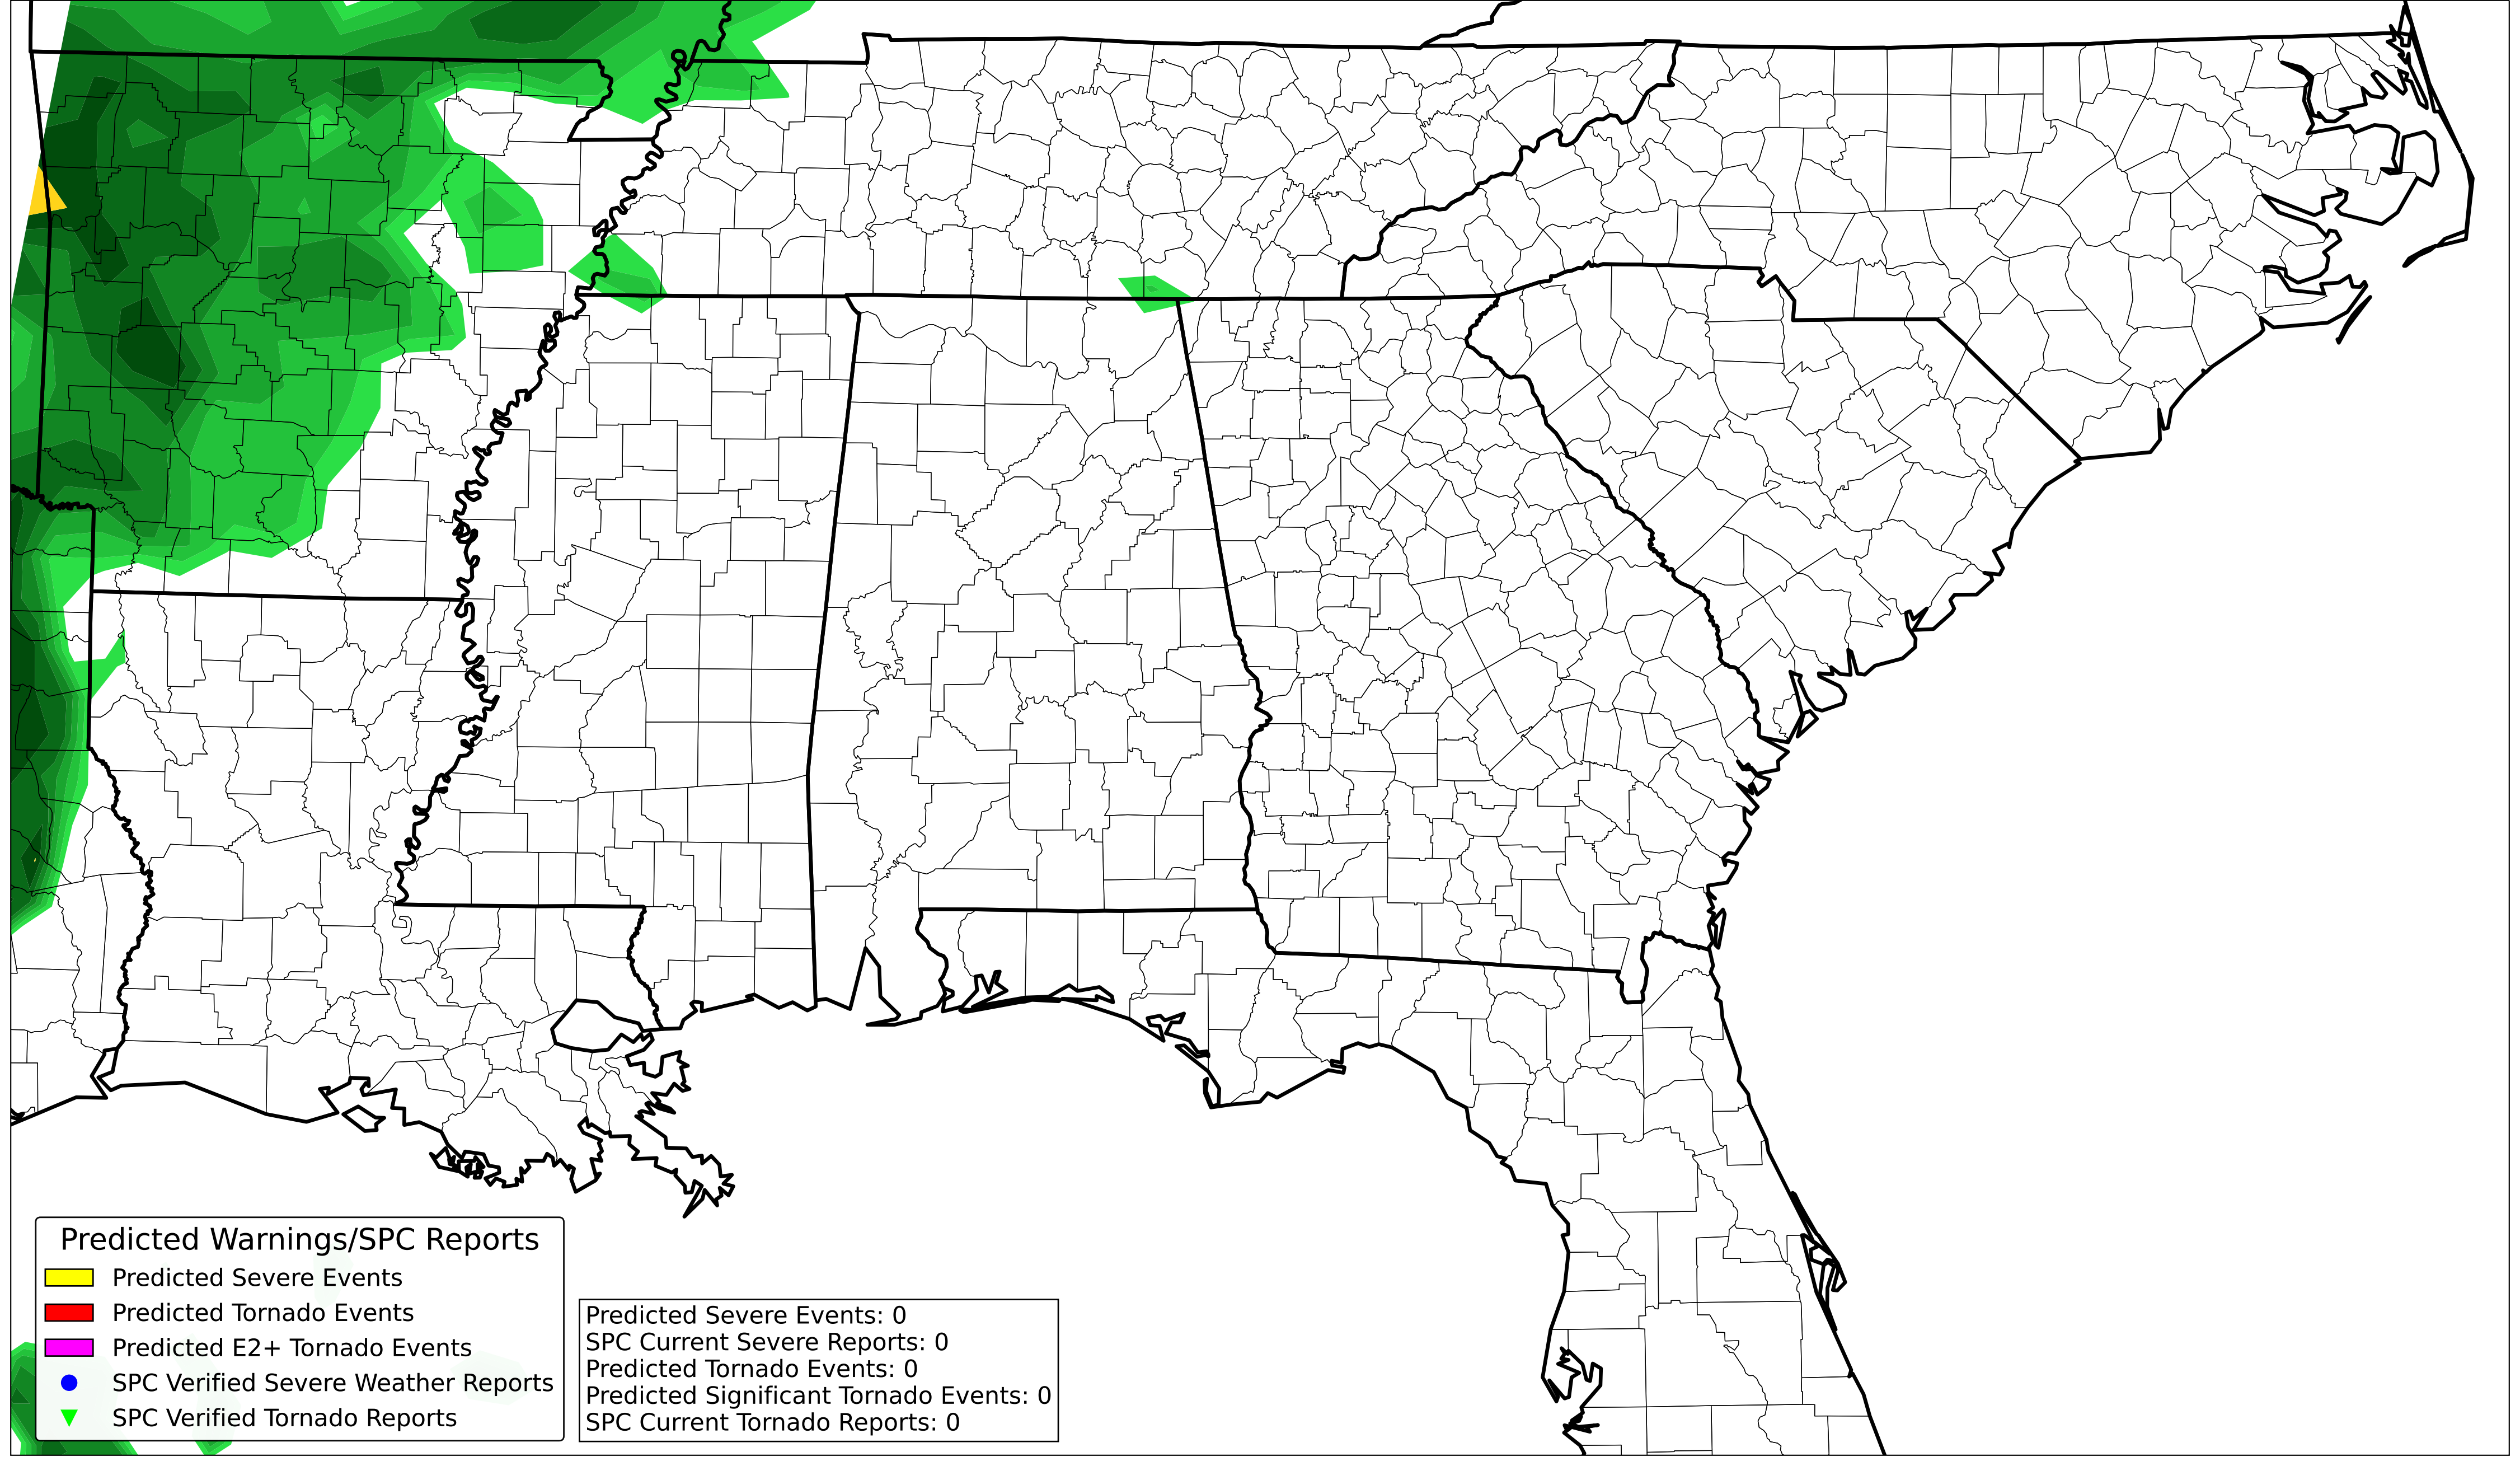 Predicted Warnings/SPC Reports
Predicted Severe Events
Predicted Tornado Events
Predicted E2+ Tornado Events
SPC Verified Severe Weather Reports
SPC Verified Tornado Reports
Predicted Severe Events: 0
SPC Current Severe Reports: 0
Predicted Tornado Events: 0
Predicted Significant Tornado Events: 0
SPC Current Tornado Reports: 0